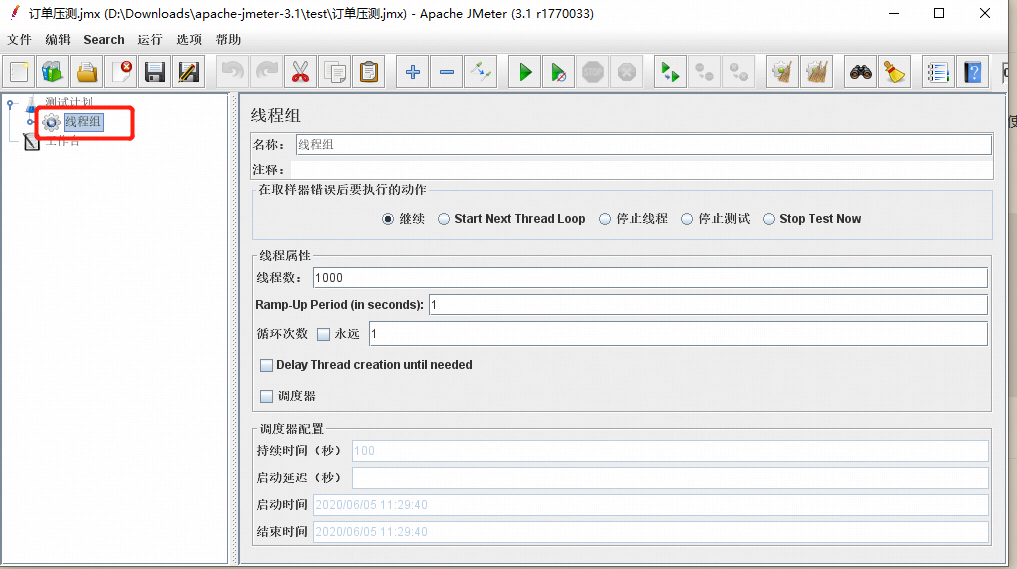 订单压测.jmx (D:\Downloads\apache-jmeter-3.1\test\订单压测.jmx) - Apache JMeter (3.1 r1770033)
文件 编辑 Search 运行 选项 帮助
测试计划
线程组
工作台
线程组
名称： 线程组
注释：
在取样器错误后要执行的动作
继续 Start Next Thread Loop 停止线程 停止测试 Stop Test Now
线程属性
线程数： 1000
Ramp-Up Period (in seconds): 1
循环次数 永远 1
Delay Thread creation until needed
调度器
调度器配置
持续时间（秒） 100
启动延迟（秒）
启动时间 2020/06/05 11:29:40
结束时间 2020/06/05 11:29:40